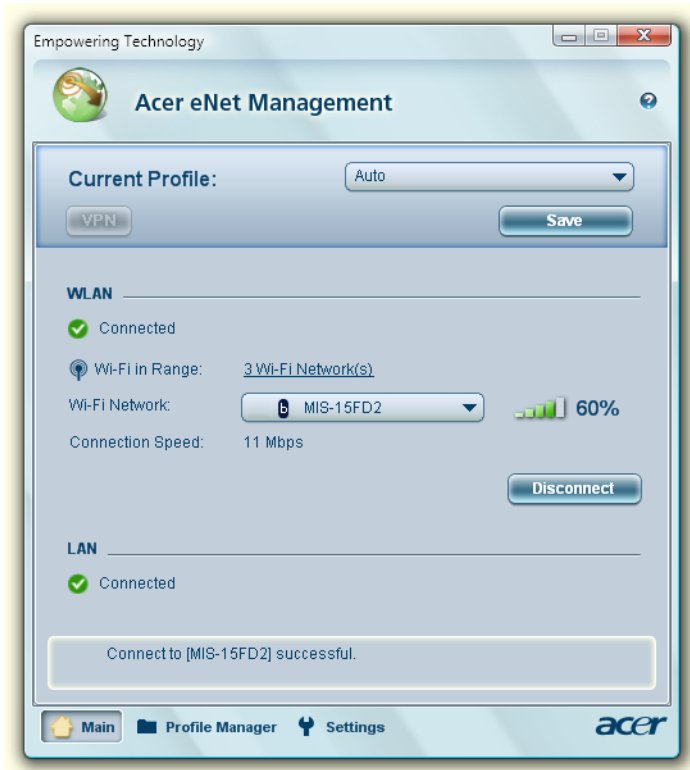 Empowering Technology
Acer eNet Management
Current Profile: Auto
VPN Save
WLAN
Connected
Wi-Fi in Range: 3 Wi-Fi Network(s)
Wi-Fi Network: b MIS-15FD2 60%
Connection Speed: 11 Mbps
Disconnect
LAN
Connected
Connect to [MIS-15FD2] successful.
Main Profile Manager Settings acer